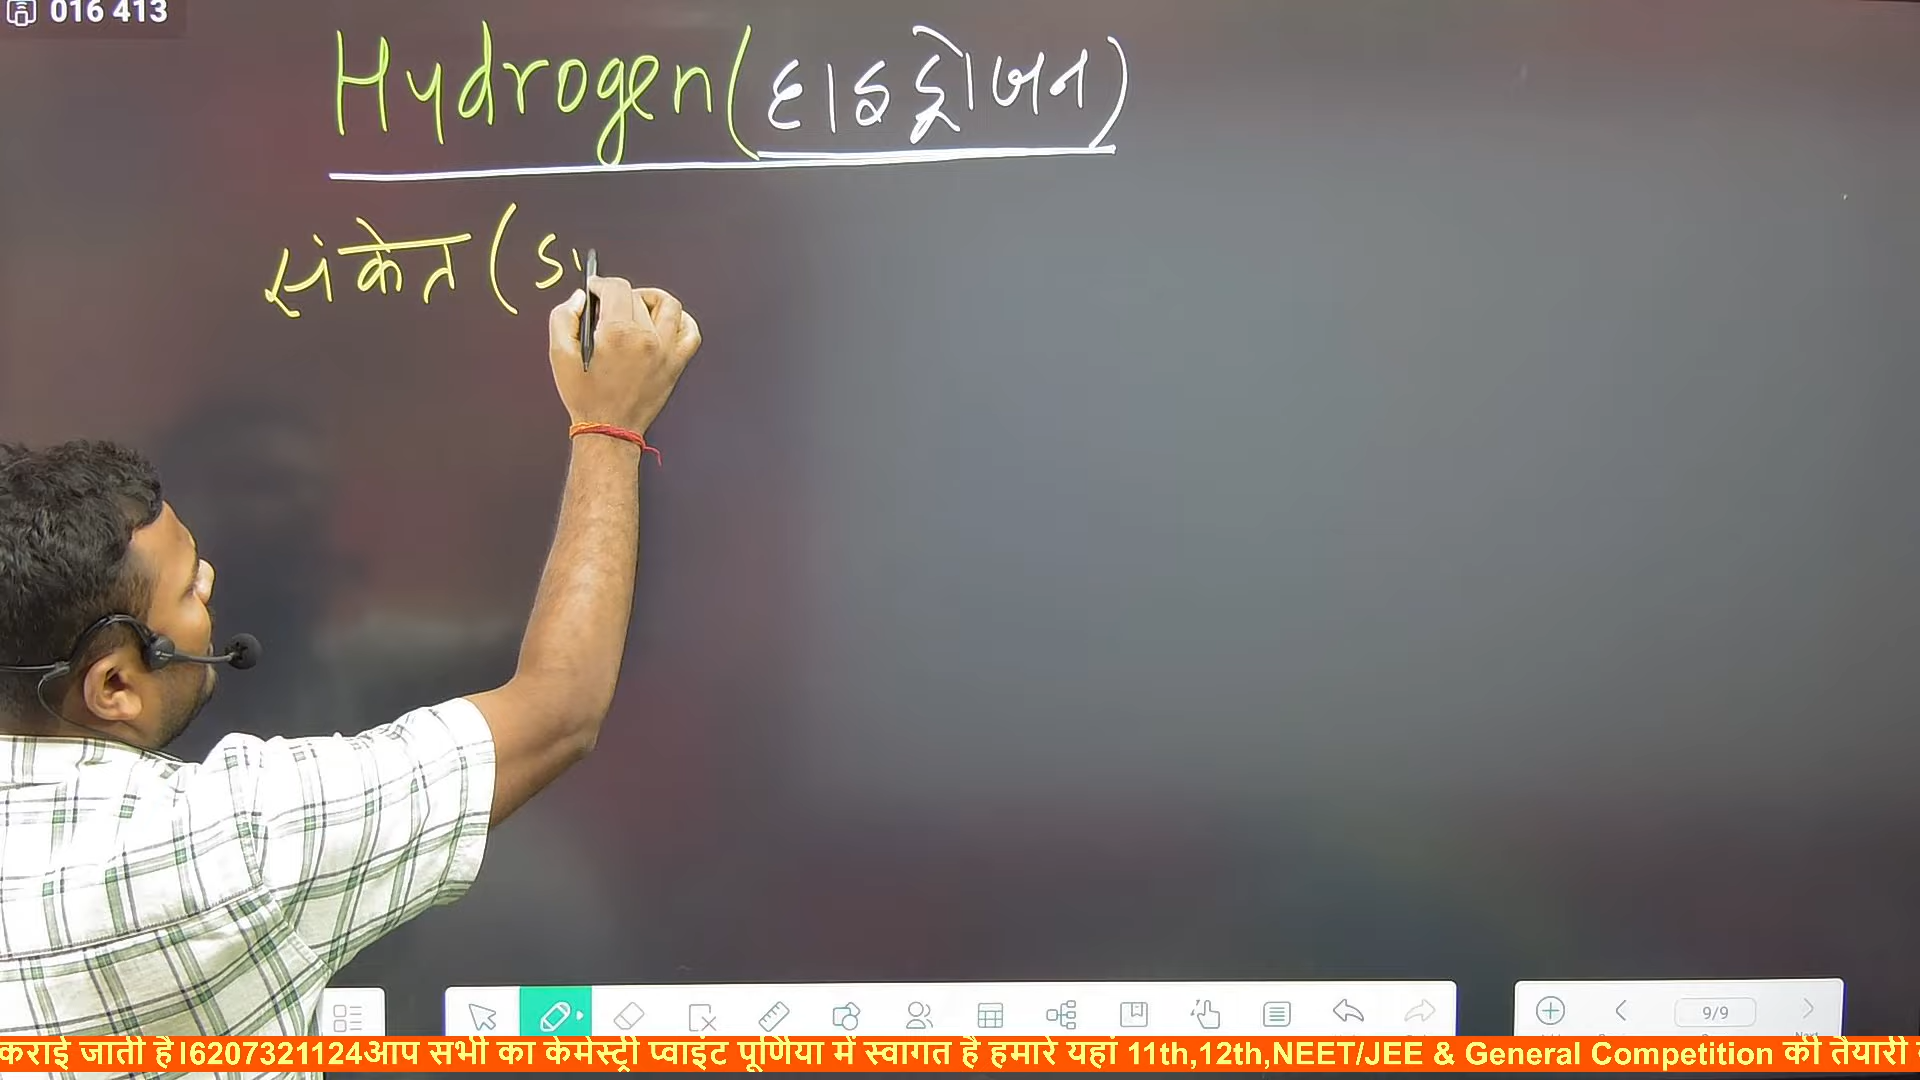 016 413
Hydrogen (हाइड्रोजन)
संकेत (S
9/9
कराई जाती है।6207321124आप सभी का केमेस्ट्री प्वाइंट पूर्णिया में स्वागत है हमारे यहां 11th,12th,NEET/JEE & General Competition की तैयारी